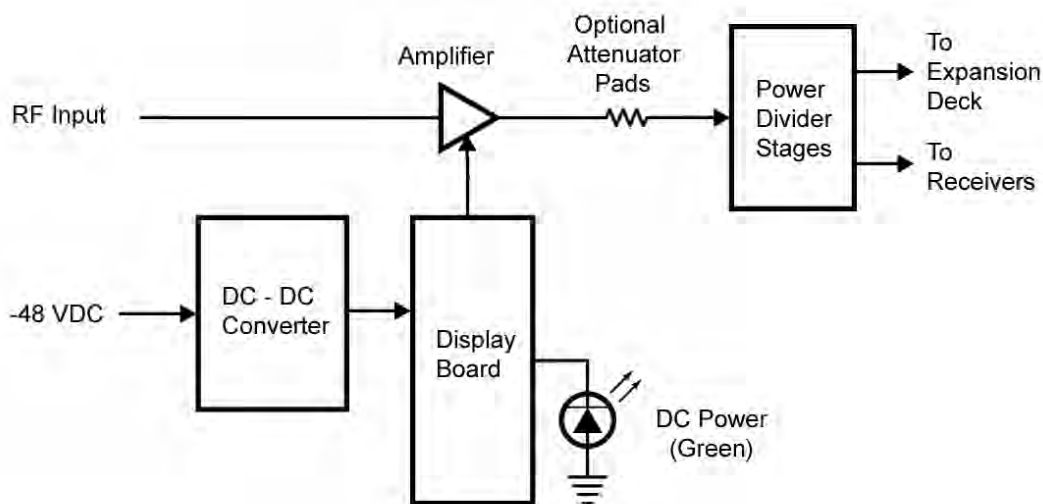 Optional
Attenuator
Pads
Amplifier
To
Expansion
Deck
RF Input
Power
Divider
Stages
To
Receivers
-48 VDC
DC - DC
Converter
Display
Board
DC Power
(Green)